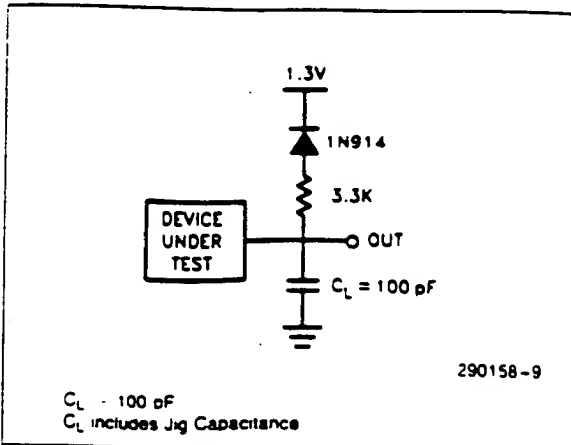 1.3V
1N914
3.3K
DEVICE
UNDER
TEST
OUT
C_L = 100 pF
290158-9
C_L - 100 pF
C_L includes Jig Capacitance